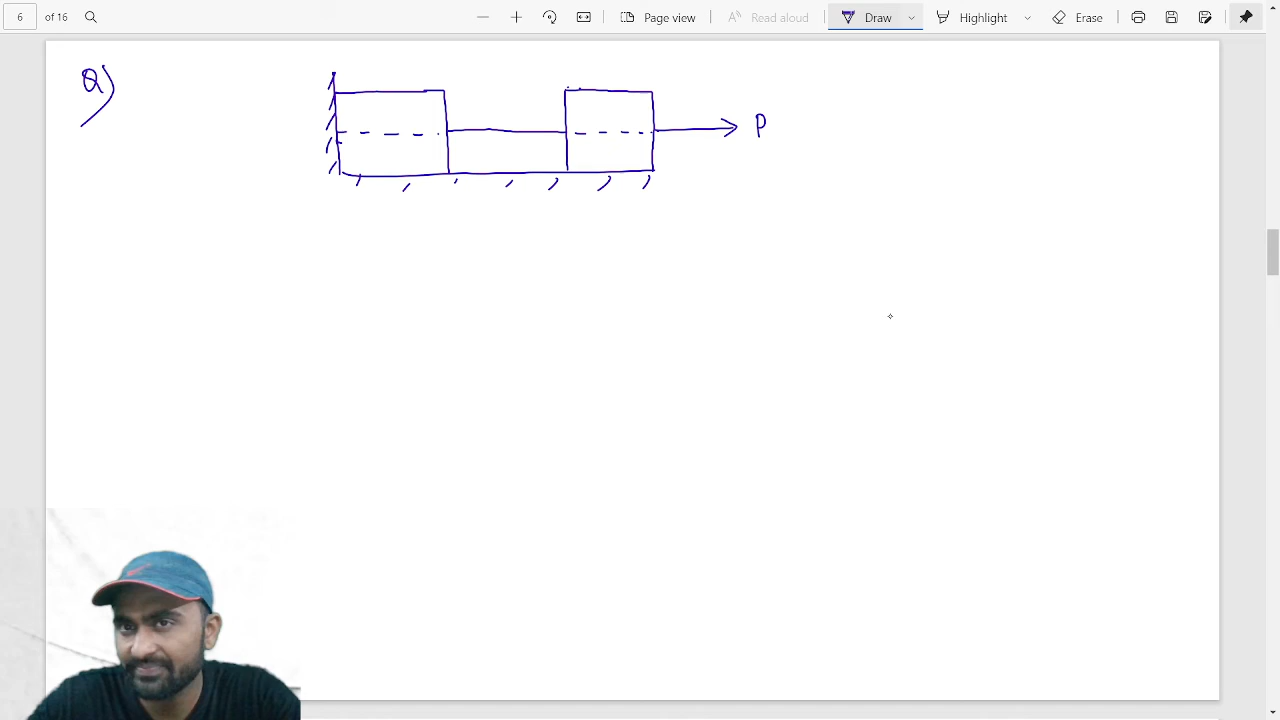 6 of 16
Page view
Read aloud
Draw
Highlight
Erase
Q)
P